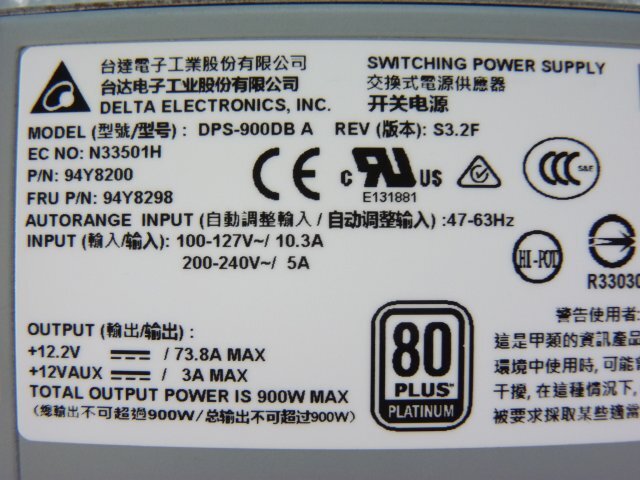 台達電子工業股份有限公司
台达电子工业股份有限公司
DELTA ELECTRONICS, INC.
SWITCHING POWER SUPPLY
交換式電源供應器
开关电源
MODEL (型號/型号) : DPS-900DB A REV (版本): S3.2F
EC NO: N33501H
P/N: 94Y8200
FRU P/N: 94Y8298
CE
c UR US
E131881
CCC S&E
AUTORANGE INPUT (自動調整輸入 / 自动调整输入) :47-63Hz
INPUT (輸入/输入): 100-127V~/ 10.3A
200-240V~/ 5A
HI-POT
R33030
OUTPUT (輸出/输出) :
+12.2V / 73.8A MAX
+12VAUX / 3A MAX
TOTAL OUTPUT POWER IS 900W MAX
(總輸出不可超過900W/总输出不可超过900W)
80
PLUS
PLATINUM
警告使用者:
這是甲類的資訊產品
環境中使用時, 可能會
干擾, 在這種情況下,
被要求採取某些適當